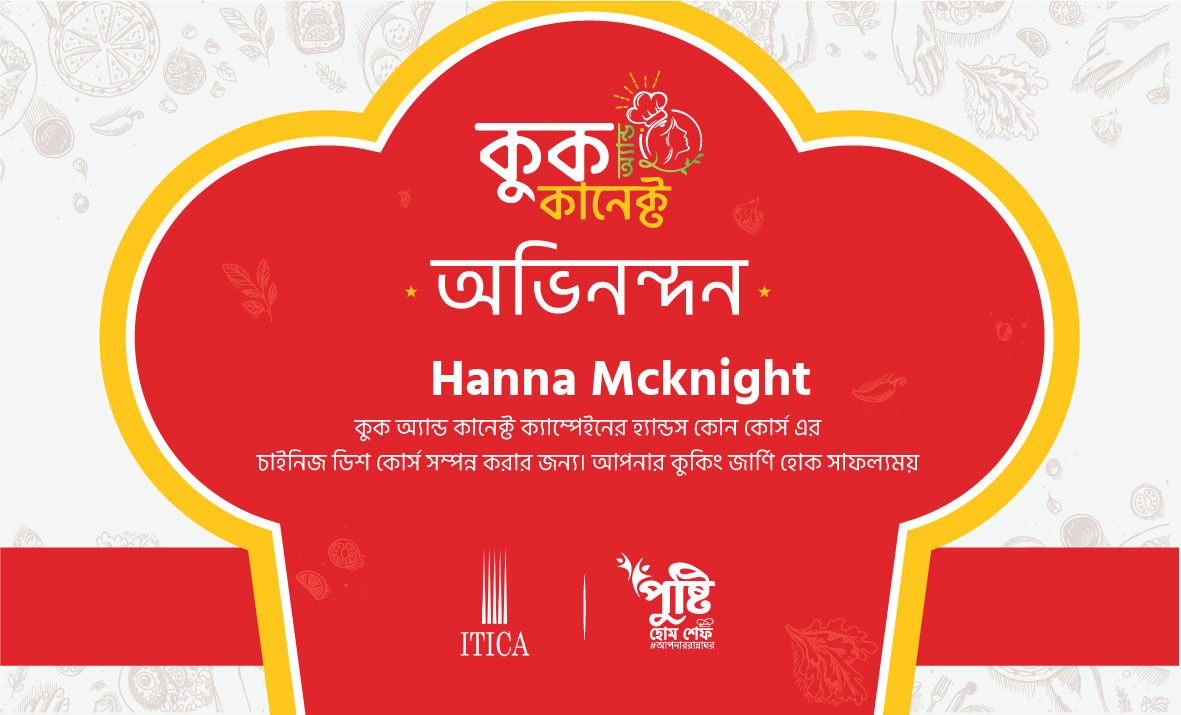 কুক অ্যান্ড
কানেক্ট
অভিনন্দন
Hanna Mcknight
কুক অ্যান্ড কানেক্ট ক্যাম্পেইনের হ্যান্ডস কোন কোর্স এর
চাইনিজ ডিশ কোর্স সম্পন্ন করার জন্য। আপনার কুকিং জার্ণি হোক সাফল্যময়
ITICA
পুষ্টি
হোম শেফ
#আপনাররান্নাঘর